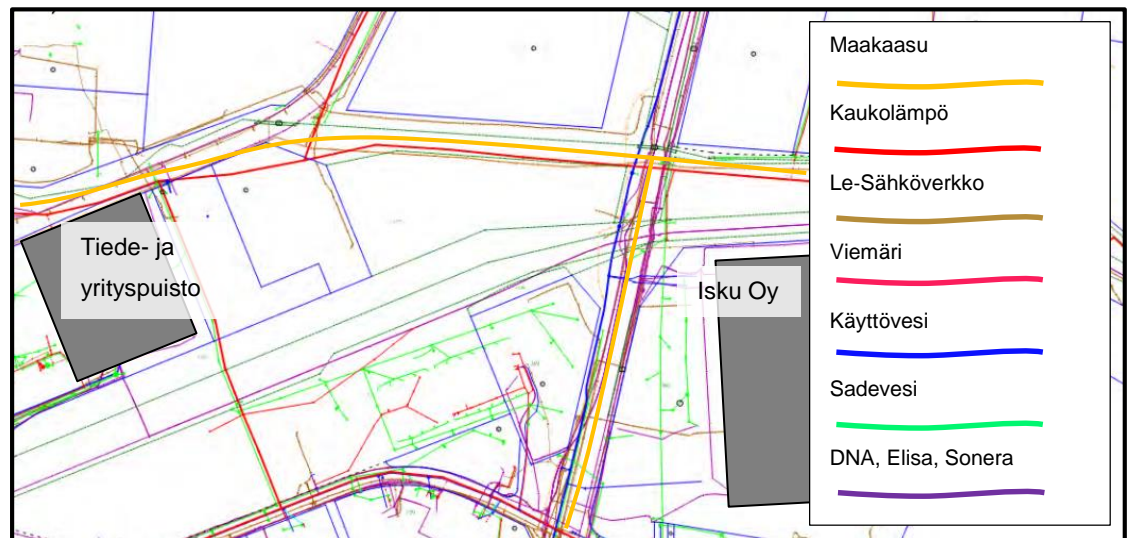 Tiede- ja
yrityspuisto
Isku Oy
Maakaasu
Kaukolämpö
Le-Sähköverkko
Viemäri
Käyttövesi
Sadevesi
DNA, Elisa, Sonera